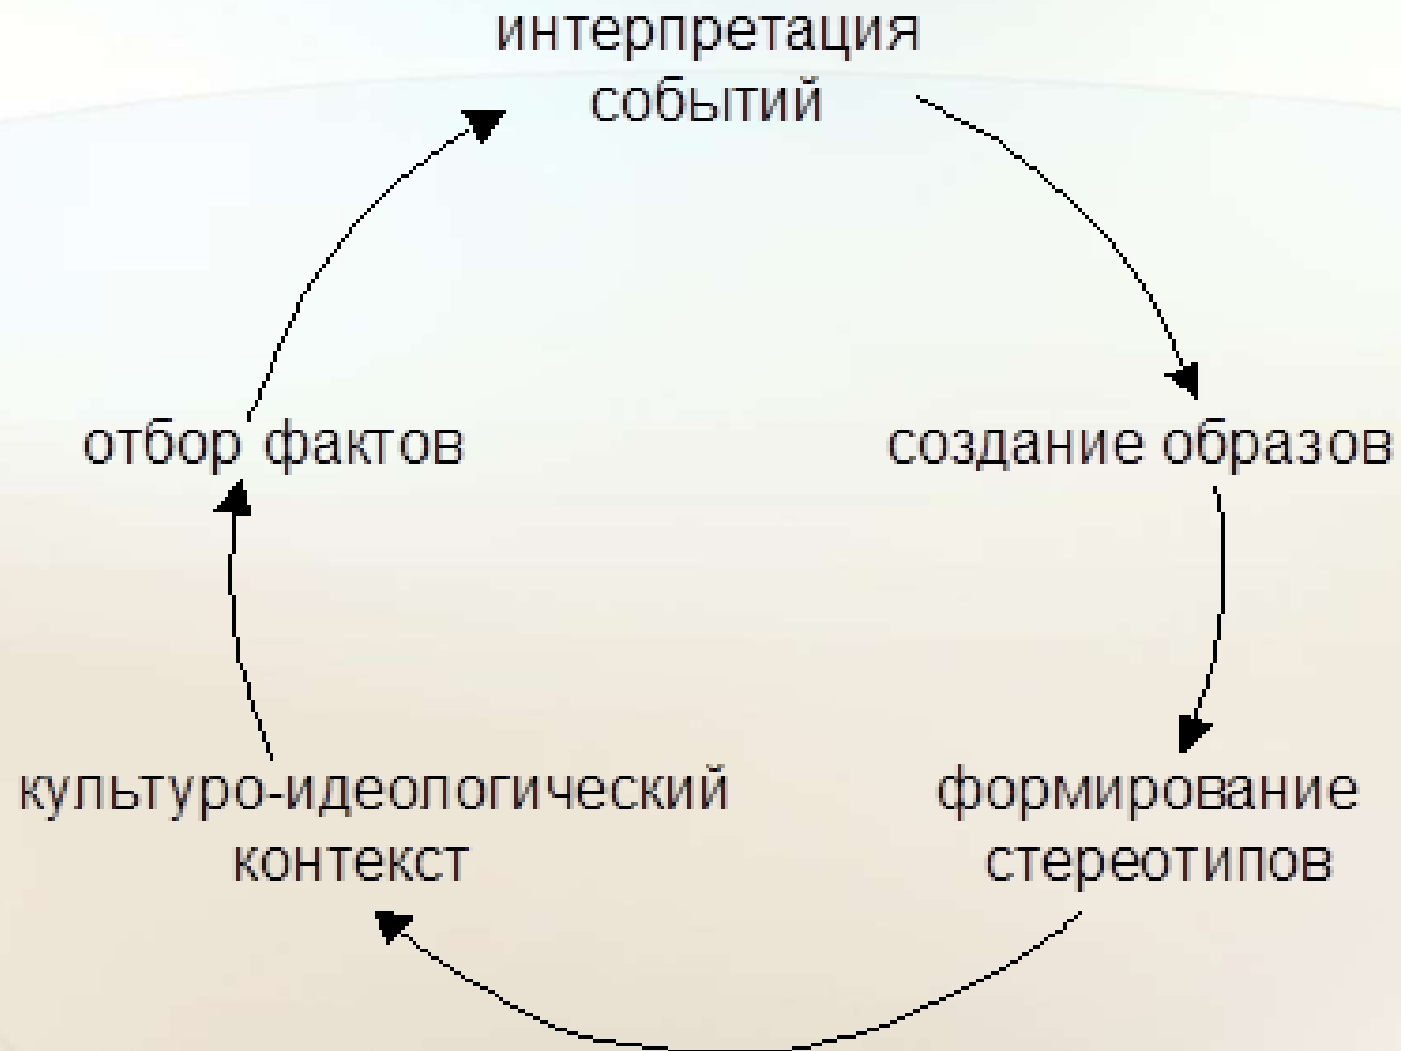 интерпретация
событий
отбор фактов
создание образов
культуро-идеологический
контекст
формирование
стереотипов